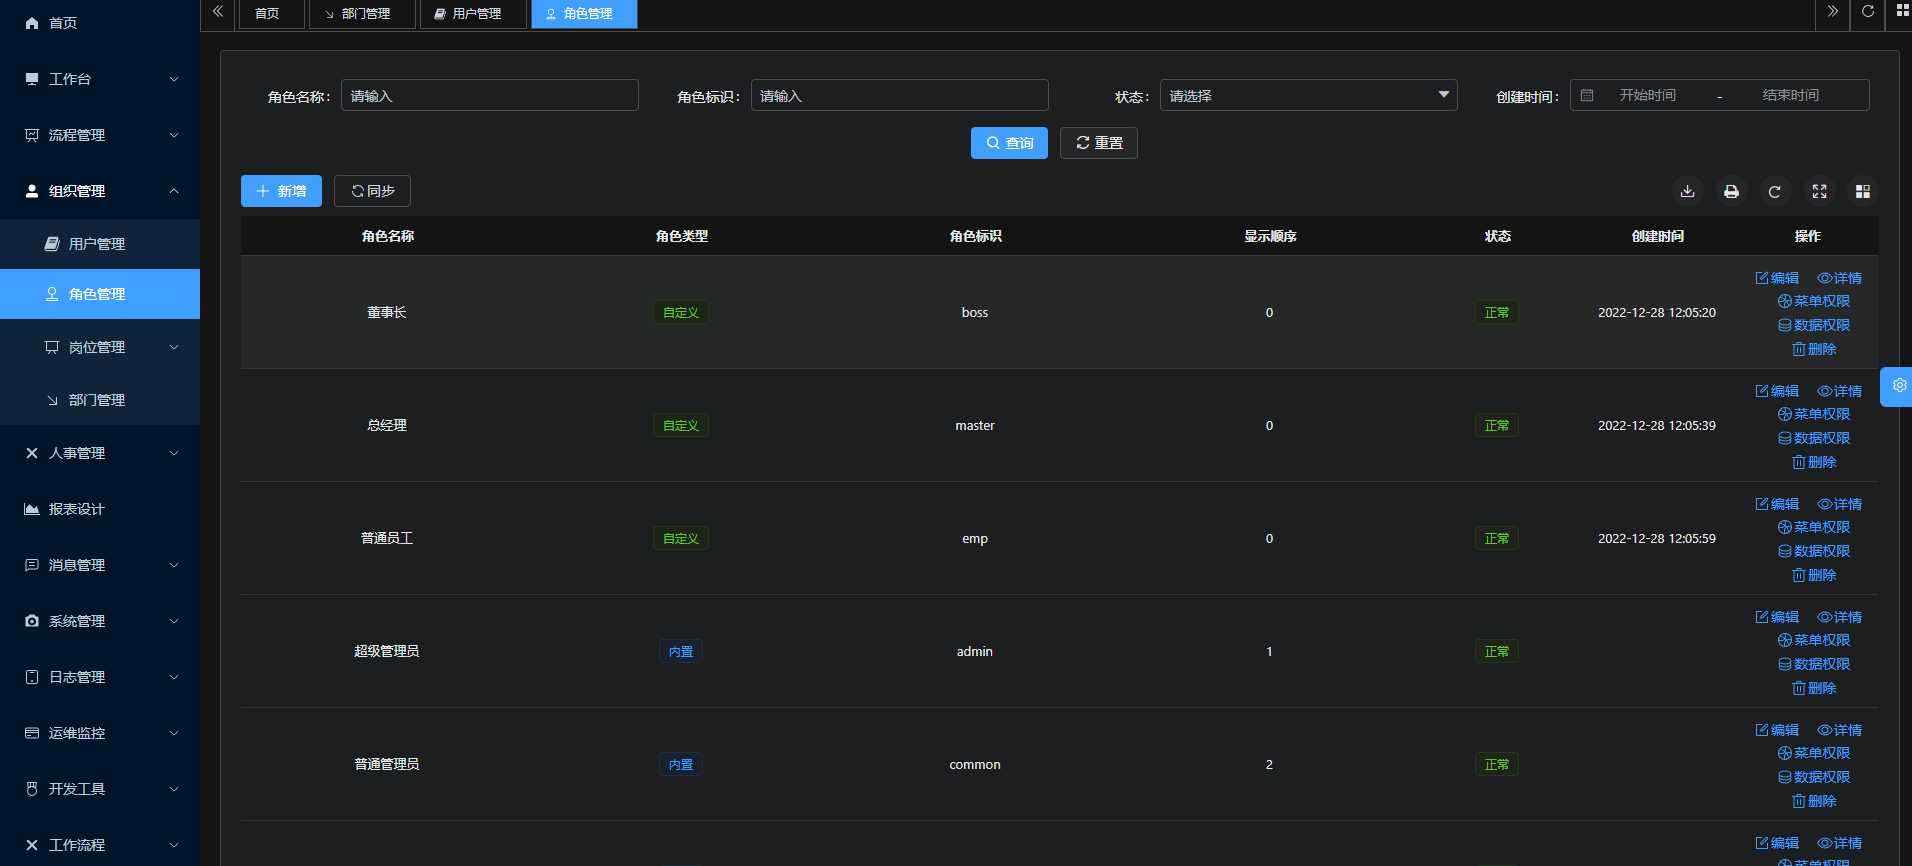 首页
工作台
流程管理
组织管理
用户管理
角色管理
岗位管理
部门管理
人事管理
报表设计
消息管理
系统管理
日志管理
运维监控
开发工具
工作流程
首页 部门管理 用户管理 角色管理
角色名称： 请输入 角色标识： 请输入 状态： 请选择 创建时间： 开始时间 - 结束时间
查询 重置
新增 同步
角色名称 角色类型 角色标识 显示顺序 状态 创建时间 操作
董事长 自定义 boss 0 正常 2022-12-28 12:05:20
编辑 详情
菜单权限
数据权限
删除
总经理 自定义 master 0 正常 2022-12-28 12:05:39
编辑 详情
菜单权限
数据权限
删除
普通员工 自定义 emp 0 正常 2022-12-28 12:05:59
编辑 详情
菜单权限
数据权限
删除
超级管理员 内置 admin 1 正常
编辑 详情
菜单权限
数据权限
删除
普通管理员 内置 common 2 正常
编辑 详情
菜单权限
数据权限
删除
编辑 详情
菜单权限